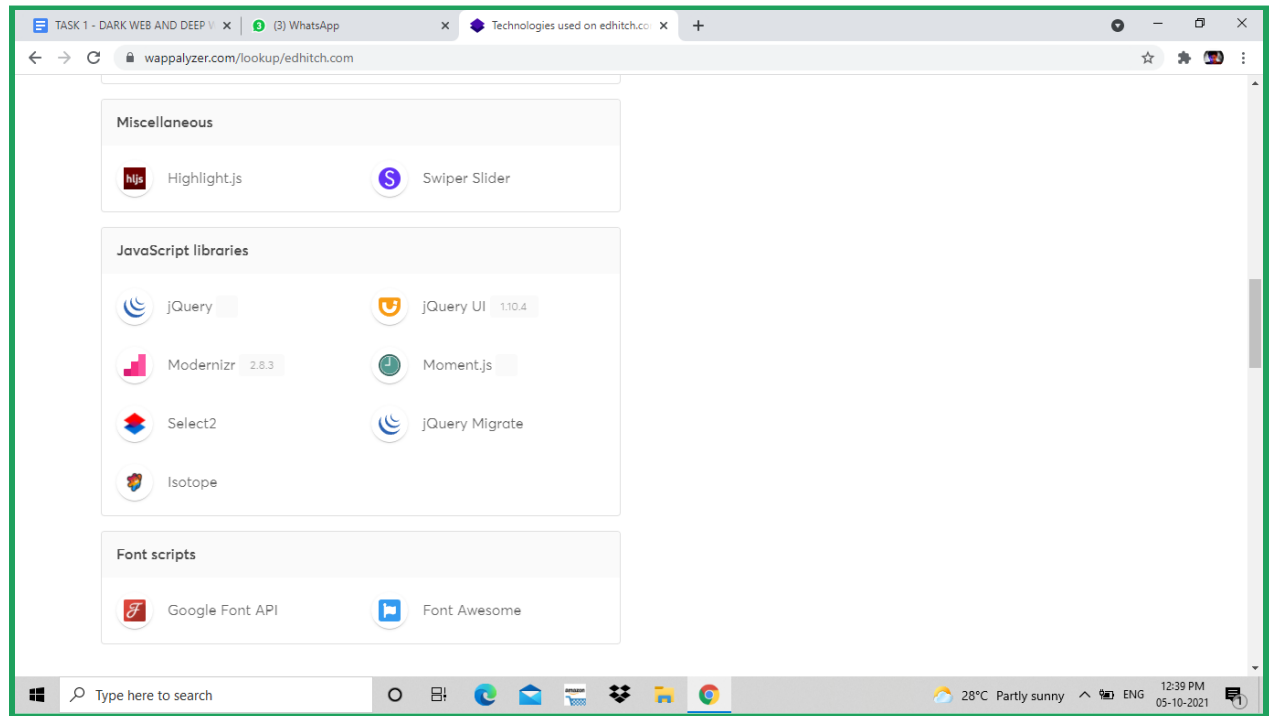 TASK 1 - DARK WEB AND DEEP W
3 (3) WhatsApp
Technologies used on edhitch.co
wappalyzer.com/lookup/edhitch.com
Miscellaneous
hljs Highlight.js S Swiper Slider
JavaScript libraries
jQuery jQuery UI 1.10.4
Modernizr 2.8.3 Moment.js
Select2 jQuery Migrate
Isotope
Font scripts
F Google Font API Font Awesome
Type here to search
amazon
28°C Partly sunny ENG
12:39 PM
05-10-2021
1